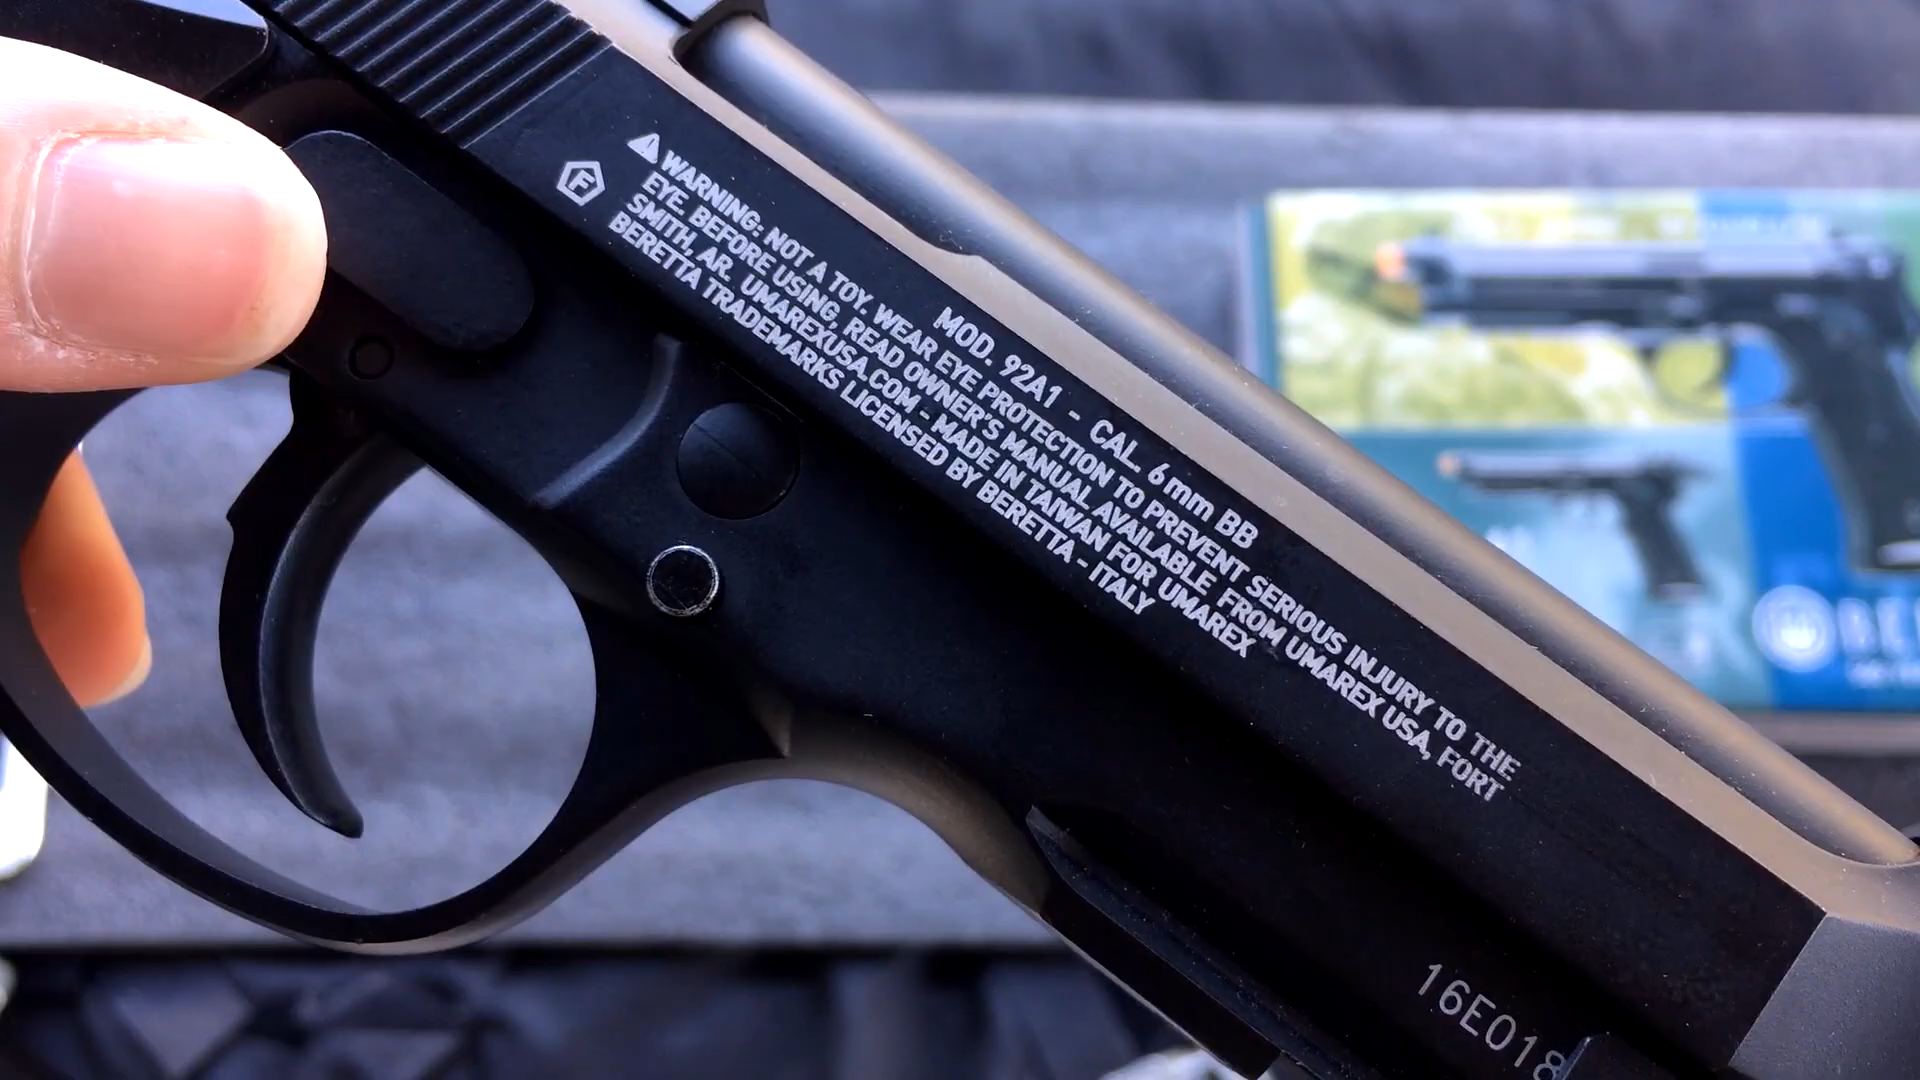 MOD. 92A1 - CAL. 6mm BB
WARNING: NOT A TOY. WEAR EYE PROTECTION TO PREVENT SERIOUS INJURY TO THE
EYE. BEFORE USING, READ OWNER'S MANUAL AVAILABLE FROM UMAREX USA, FORT
SMITH, AR. UMAREXUSA.COM - MADE IN TAIWAN FOR UMAREX
BERETTA TRADEMARKS LICENSED BY BERETTA - ITALY
F
16E018